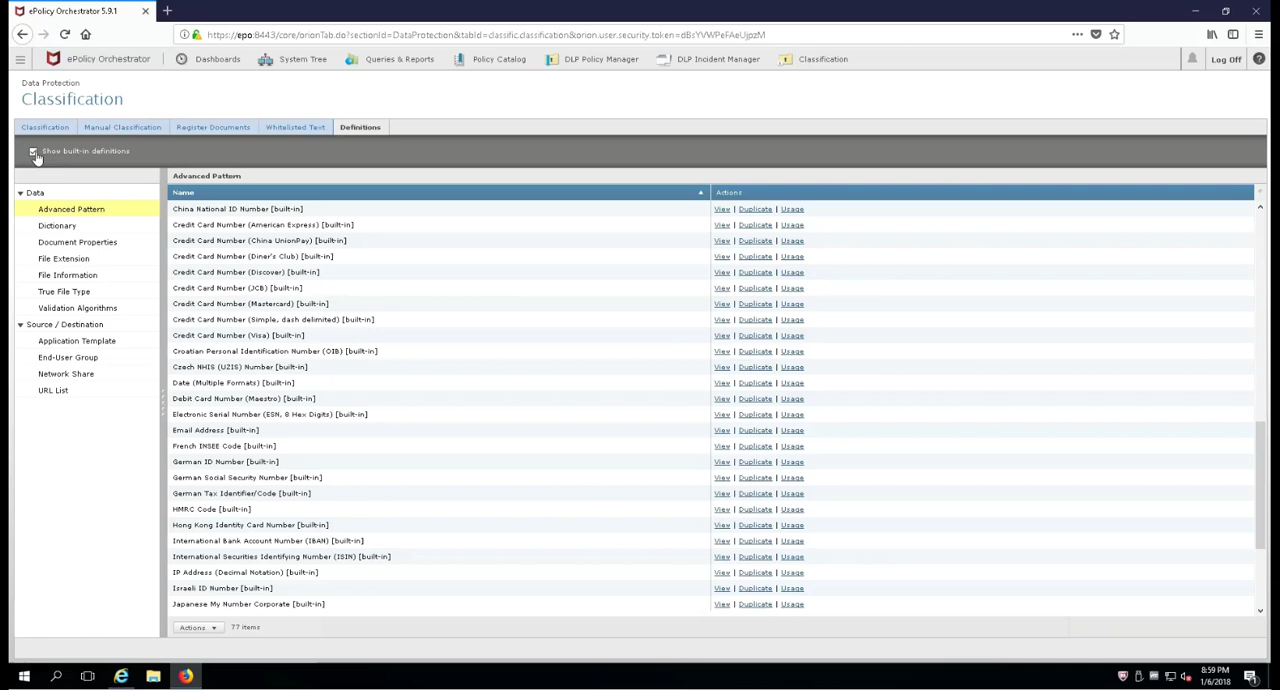 ePolicy Orchestrator 5.9.1
https://epo:8443/core/orionTab.do?sectionId=DataProtection&tabId=classific.classification&orion.user.security.token=dBsYVWPeFAeUjpzM
ePolicy Orchestrator Dashboards System Tree Queries & Reports Policy Catalog DLP Policy Manager DLP Incident Manager Classification Log Off
Data Protection
Classification
Classification Manual Classification Register Documents Whitelisted Text Definitions
Show built-in definitions
Advanced Pattern
Data
Advanced Pattern
Dictionary
Document Properties
File Extension
File Information
True File Type
Validation Algorithms
Source / Destination
Application Template
End-User Group
Network Share
URL List
Name Actions
China National ID Number [built-in] View | Duplicate | Usage
Credit Card Number (American Express) [built-in] View | Duplicate | Usage
Credit Card Number (China UnionPay) [built-in] View | Duplicate | Usage
Credit Card Number (Diner's Club) [built-in] View | Duplicate | Usage
Credit Card Number (Discover) [built-in] View | Duplicate | Usage
Credit Card Number (JCB) [built-in] View | Duplicate | Usage
Credit Card Number (Mastercard) [built-in] View | Duplicate | Usage
Credit Card Number (Simple, dash delimited) [built-in] View | Duplicate | Usage
Credit Card Number (Visa) [built-in] View | Duplicate | Usage
Croatian Personal Identification Number (OIB) [built-in] View | Duplicate | Usage
Czech NHIS (UZIS) Number [built-in] View | Duplicate | Usage
Date (Multiple Formats) [built-in] View | Duplicate | Usage
Debit Card Number (Maestro) [built-in] View | Duplicate | Usage
Electronic Serial Number (ESN, 8 Hex Digits) [built-in] View | Duplicate | Usage
Email Address [built-in] View | Duplicate | Usage
French INSEE Code [built-in] View | Duplicate | Usage
German ID Number [built-in] View | Duplicate | Usage
German Social Security Number [built-in] View | Duplicate | Usage
German Tax Identifier/Code [built-in] View | Duplicate | Usage
HMRC Code [built-in] View | Duplicate | Usage
Hong Kong Identity Card Number [built-in] View | Duplicate | Usage
International Bank Account Number (IBAN) [built-in] View | Duplicate | Usage
International Securities Identifying Number (ISIN) [built-in] View | Duplicate | Usage
IP Address (Decimal Notation) [built-in] View | Duplicate | Usage
Israeli ID Number [built-in] View | Duplicate | Usage
Japanese My Number Corporate [built-in] View | Duplicate | Usage
Actions 77 items
8:59 PM
1/6/2018